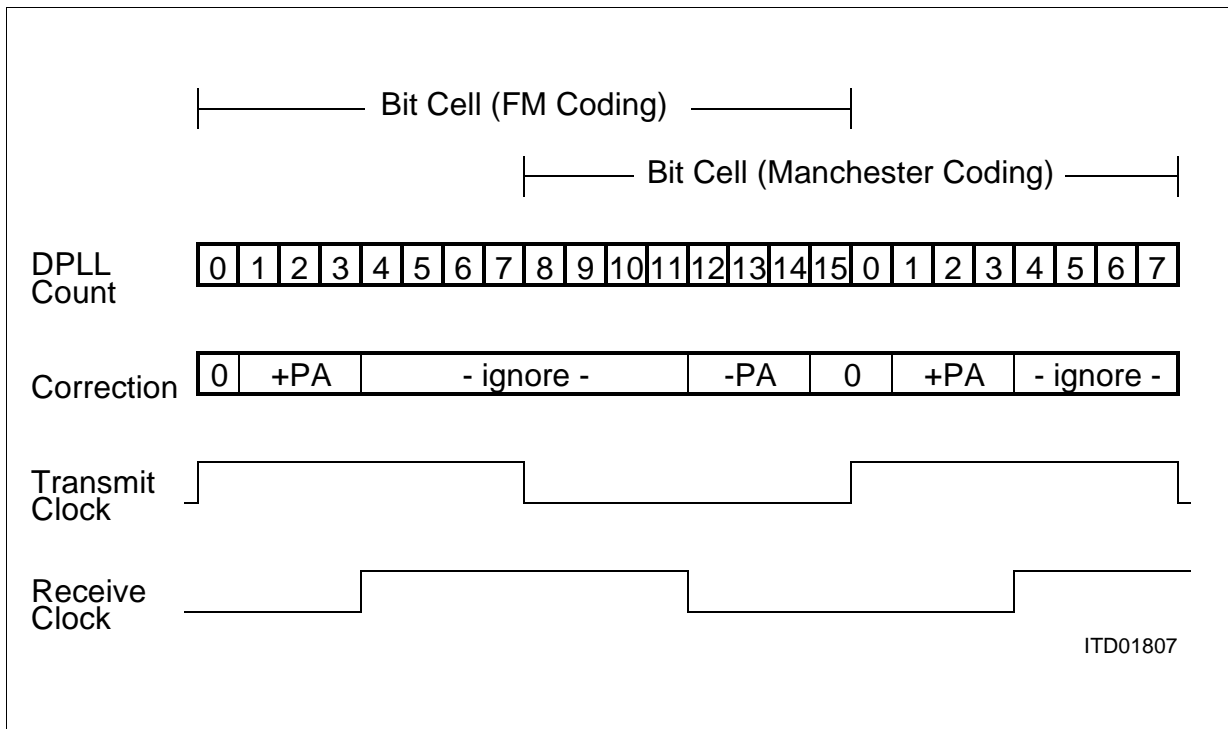 Bit Cell (FM Coding)
Bit Cell (Manchester Coding)
DPLL
Count
0 1 2 3 4 5 6 7 8 9 10 11 12 13 14 15 0 1 2 3 4 5 6 7
Correction
0 +PA - ignore - -PA 0 +PA - ignore -
Transmit
Clock
Receive
Clock
ITD01807